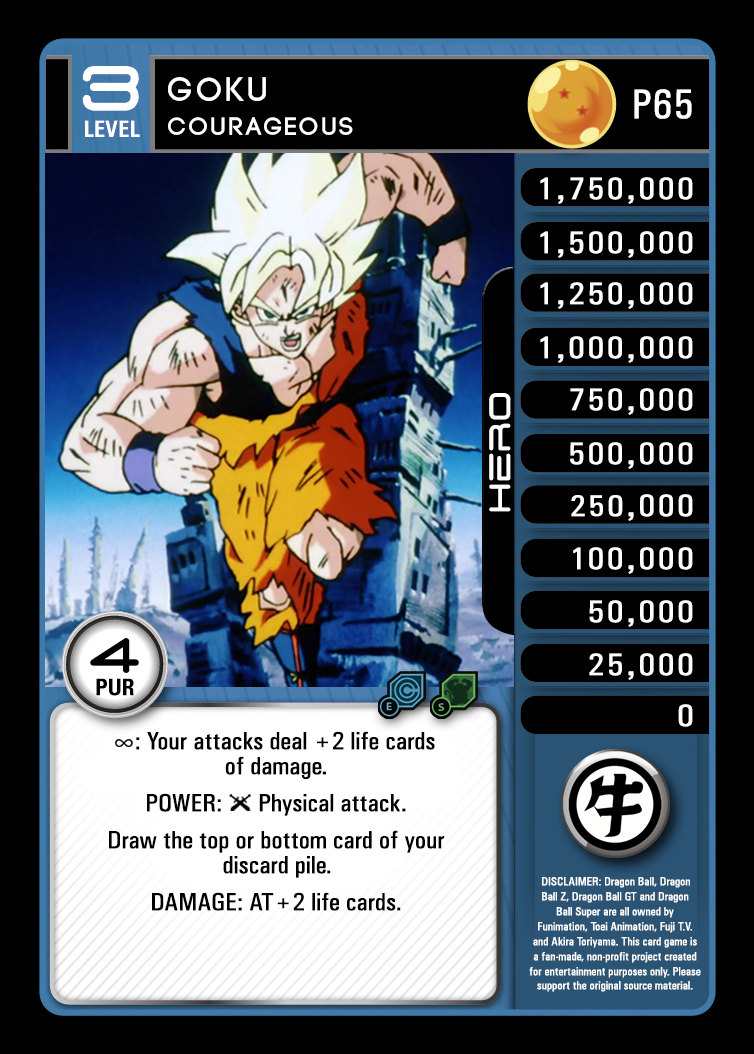 3
LEVEL
GOKU
COURAGEOUS
P65
1,750,000
1,500,000
1,250,000
1,000,000
750,000
500,000
250,000
100,000
50,000
25,000
0
HERO
4
PUR
E
S
∞: Your attacks deal +2 life cards
of damage.
POWER: Physical attack.
Draw the top or bottom card of your
discard pile.
DAMAGE: AT+2 life cards.
牛
DISCLAIMER: Dragon Ball, Dragon
Ball Z, Dragon Ball GT and Dragon
Ball Super are all owned by
Funimation, Toei Animation, Fuji T.V.
and Akira Toriyama. This card game is
a fan-made, non-profit project created
for entertainment purposes only. Please
support the original source material.